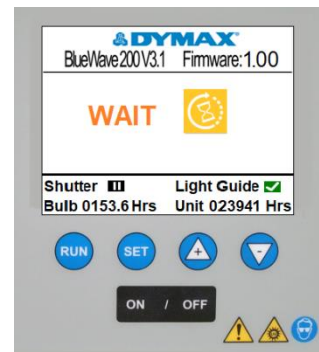 DYMAX
BlueWave 200 V3.1 Firmware: 1.00
WAIT
Shutter Light Guide
Bulb 0153.6 Hrs Unit 023941 Hrs
RUN SET + -
ON / OFF